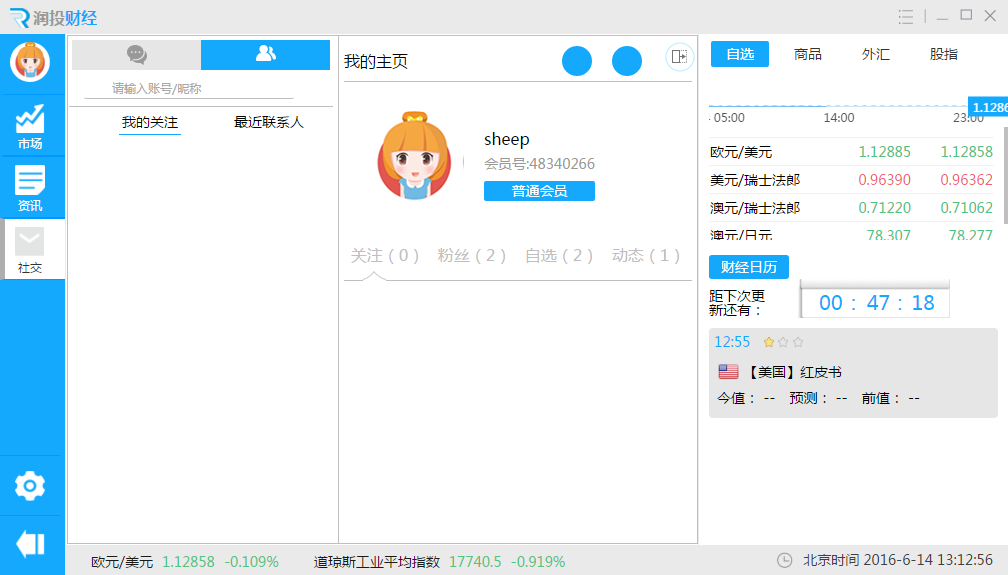 润投财经
自选 商品 外汇 股指
我的主页
请输入账号/昵称
我的关注 最近联系人
市场
资讯
社交
sheep
会员号:48340266
普通会员
关注(0) 粉丝(2) 自选(2) 动态(1)
1.1286
05:00 14:00 23:00
欧元/美元 1.12885 1.12858
美元/瑞士法郎 0.96390 0.96362
澳元/瑞士法郎 0.71220 0.71062
澳元/日元 78.307 78.277
财经日历
距下次更
新还有：
00 : 47 : 18
12:55
【美国】红皮书
今值： -- 预测： -- 前值： --
欧元/美元 1.12858 -0.109% 道琼斯工业平均指数 17740.5 -0.919% 北京时间 2016-6-14 13:12:56